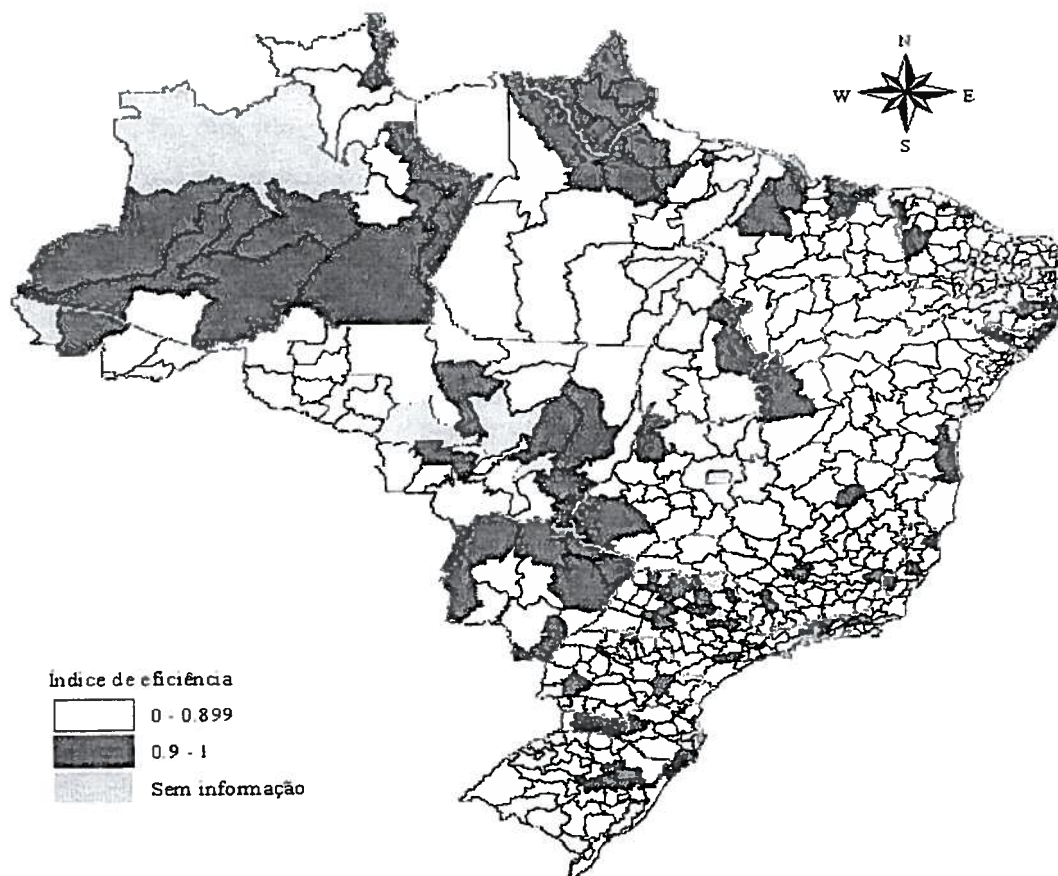 N
W E
S
Índice de eficiência
0 - 0.899
0.9 - 1
Sem informação